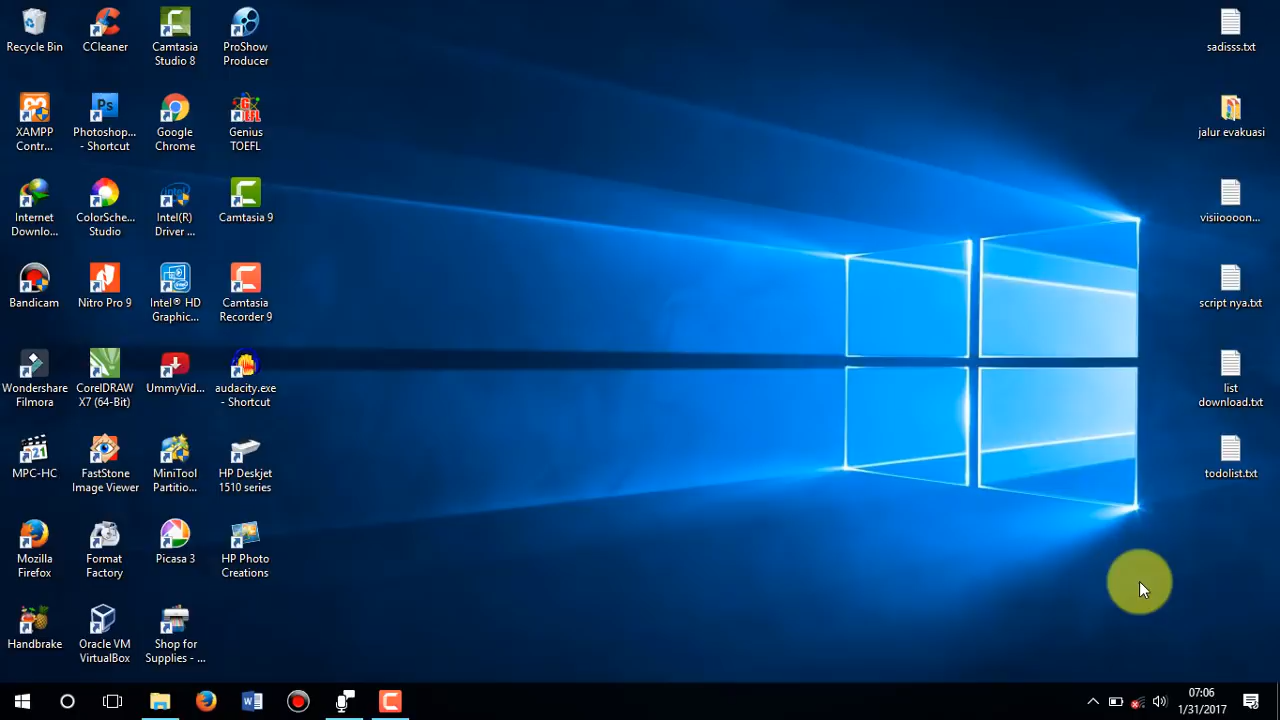 Recycle Bin
CCleaner
Camtasia
Studio 8
ProShow
Producer
XAMPP
Contr...
Photoshop...
- Shortcut
Google
Chrome
Genius
TOEFL
Internet
Downlo...
ColorSche...
Studio
Intel(R)
Driver ...
Camtasia 9
Bandicam
Nitro Pro 9
Intel® HD
Graphic...
Camtasia
Recorder 9
Wondershare
Filmora
CorelDRAW
X7 (64-Bit)
UmmyVid...
audacity.exe
- Shortcut
MPC-HC
FastStone
Image Viewer
MiniTool
Partitio...
HP Deskjet
1510 series
Mozilla
Firefox
Format
Factory
Picasa 3
HP Photo
Creations
Handbrake
Oracle VM
VirtualBox
Shop for
Supplies - ...
sadisss.txt
jalur evakuasi
visiioooon...
script nya.txt
list
download.txt
todolist.txt
07:06
1/31/2017